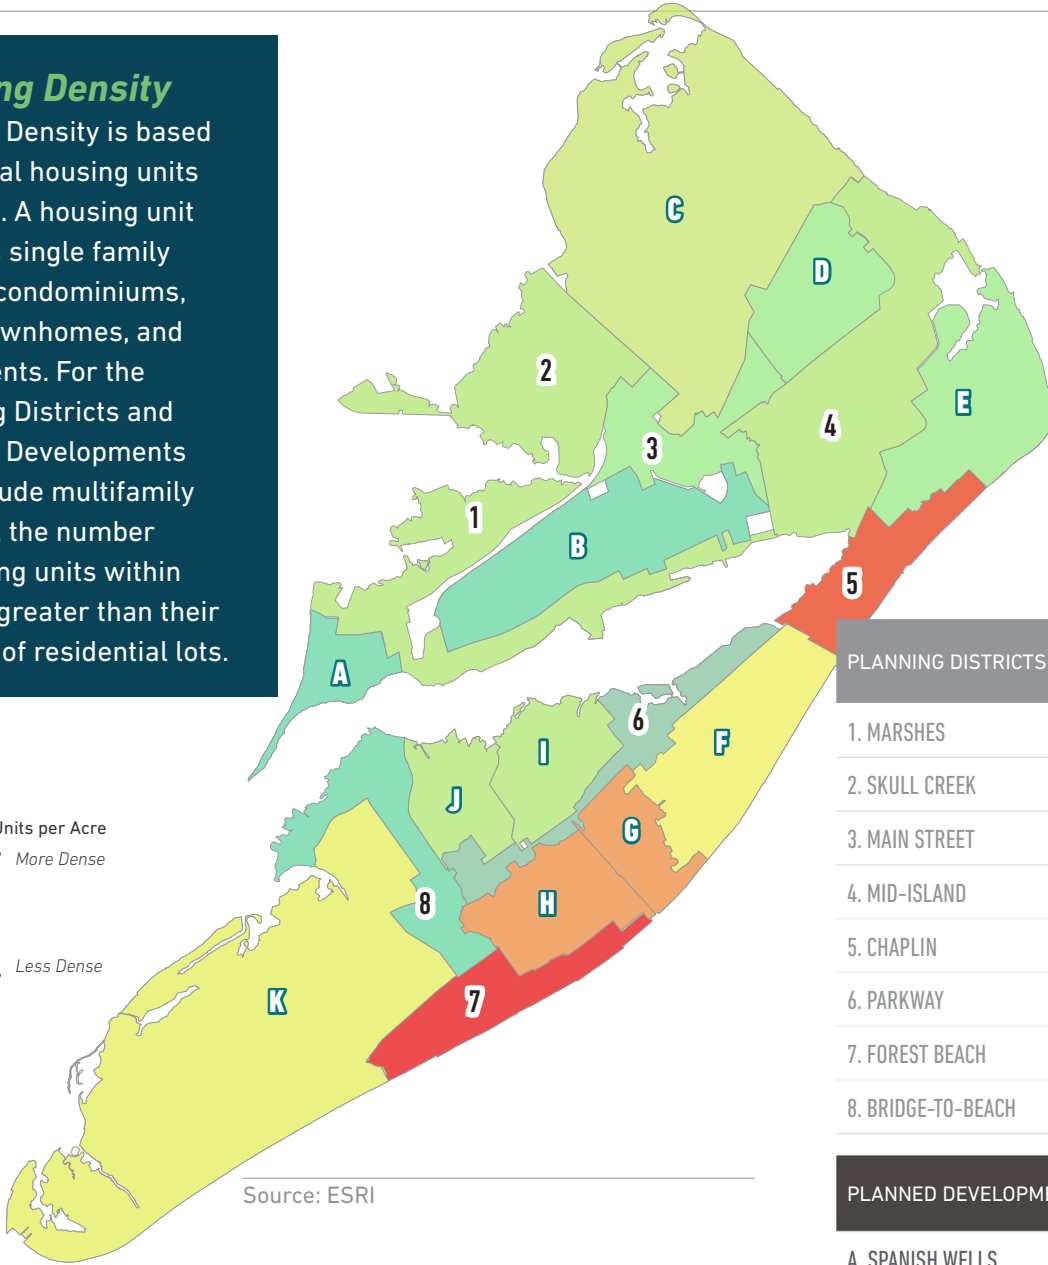 ng Density
Density is based
al housing units
. A housing unit
single family
condominiums,
wnhomes, and
ents. For the
g Districts and
Developments
ude multifamily
the number
ng units within
greater than their
of residential lots.
C
D
2
E
4
3
1
B
5
A
PLANNING DISTRICTS
6
F
1. MARSHES
I
2. SKULL CREEK
J
Units per Acre
G
3. MAIN STREET
More Dense
8
H
4. MID-ISLAND
5. CHAPLIN
Less Dense
K
7
6. PARKWAY
7. FOREST BEACH
8. BRIDGE-TO-BEACH
Source: ESRI
PLANNED DEVELOPME
A. SPANISH WELLS